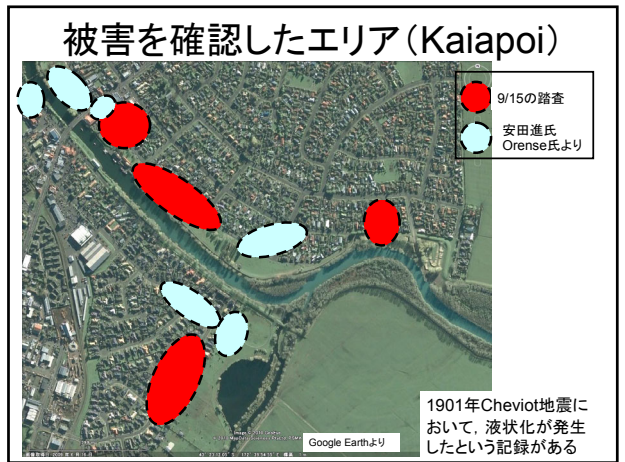 被害を確認したエリア（Kaiapoi）
9/15の踏査
安田進氏
Orense氏より
1901年Cheviot地震に
おいて，液状化が発生
したという記録がある
Google Earthより